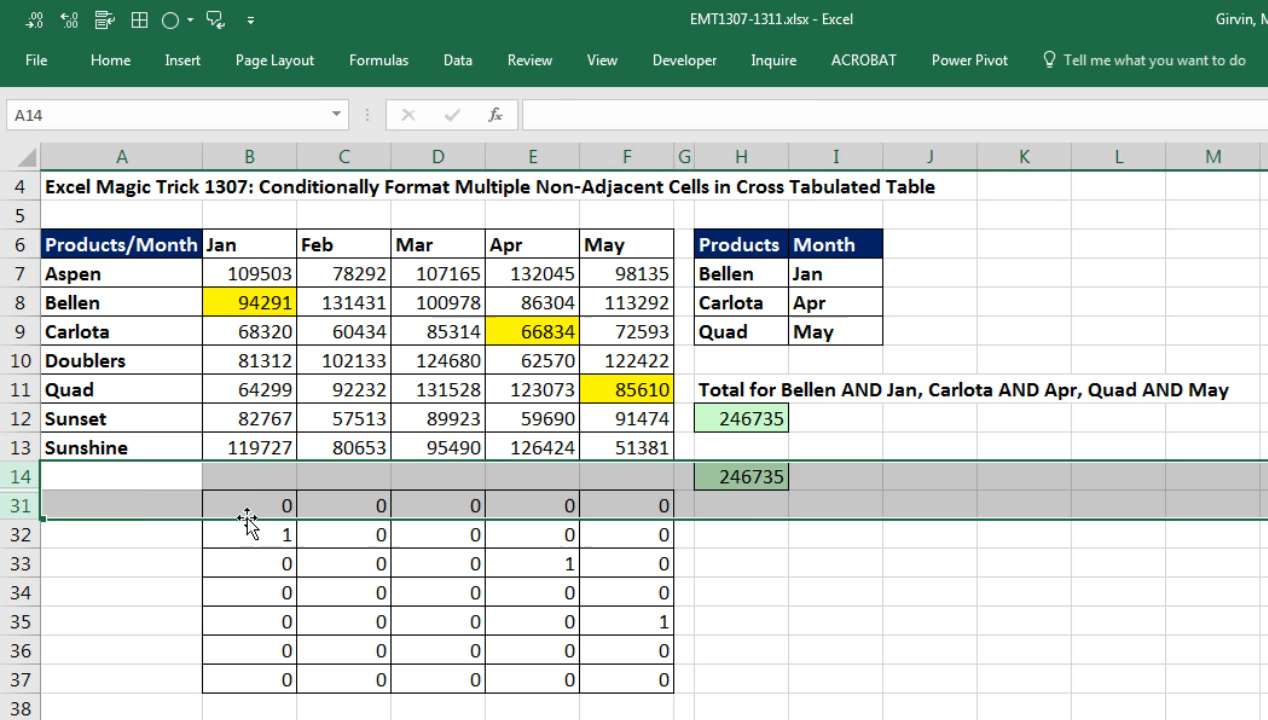 .00 →.0 ←.0 .00 EMT1307-1311.xlsx - Excel Girvin, M
File Home Insert Page Layout Formulas Data Review View Developer Inquire ACROBAT Power Pivot Tell me what you want to do
A14 fx
A B C D E F G H I J K L M
4 Excel Magic Trick 1307: Conditionally Format Multiple Non-Adjacent Cells in Cross Tabulated Table
5
6 Products/Month Jan Feb Mar Apr May Products Month
7 Aspen 109503 78292 107165 132045 98135 Bellen Jan
8 Bellen 94291 131431 100978 86304 113292 Carlota Apr
9 Carlota 68320 60434 85314 66834 72593 Quad May
10 Doublers 81312 102133 124680 62570 122422
11 Quad 64299 92232 131528 123073 85610 Total for Bellen AND Jan, Carlota AND Apr, Quad AND May
12 Sunset 82767 57513 89923 59690 91474 246735
13 Sunshine 119727 80653 95490 126424 51381
14 246735
31 0 0 0 0 0
32 1 0 0 0 0
33 0 0 0 1 0
34 0 0 0 0 0
35 0 0 0 0 1
36 0 0 0 0 0
37 0 0 0 0 0
38